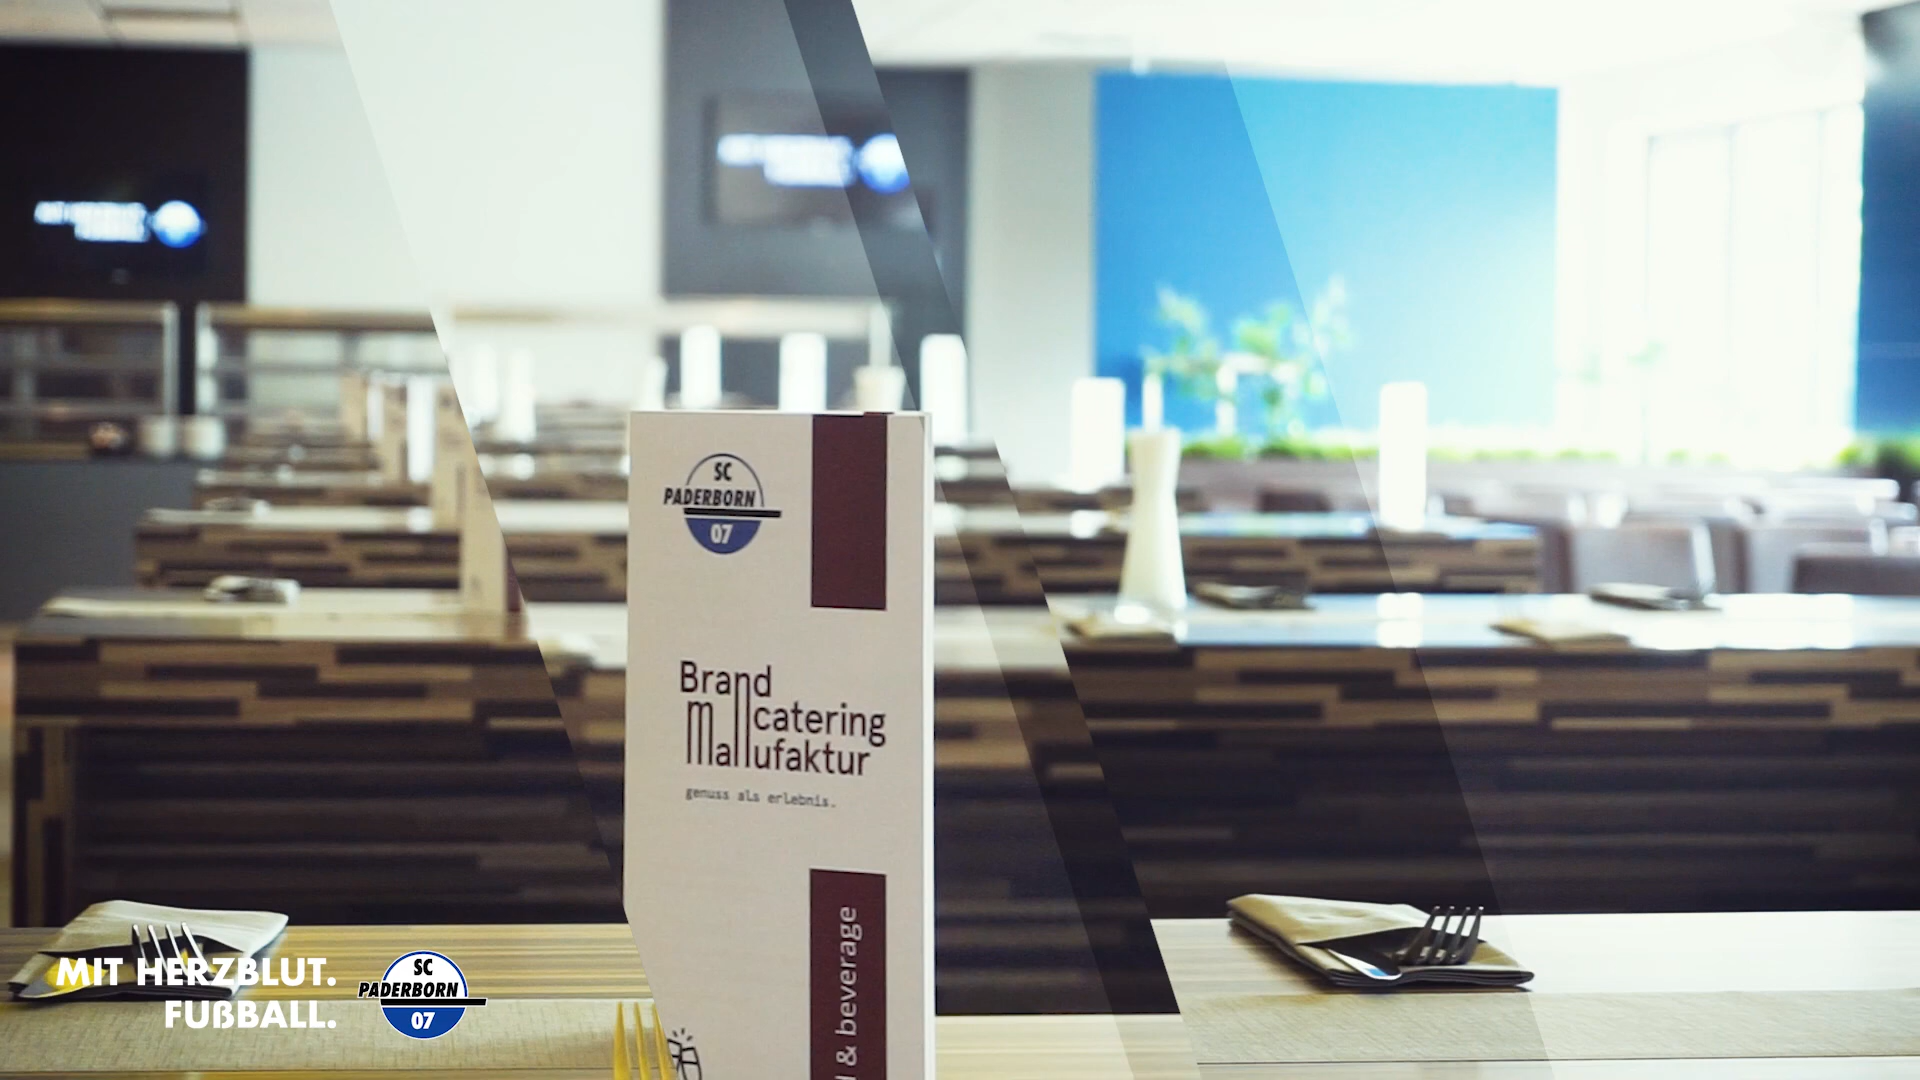 SC
PADERBORN
07
Brand
catering
manufaktur
genuss als erlebnis.
& beverage
MIT HERZBLUT.
FUßBALL.
SC
PADERBORN
07